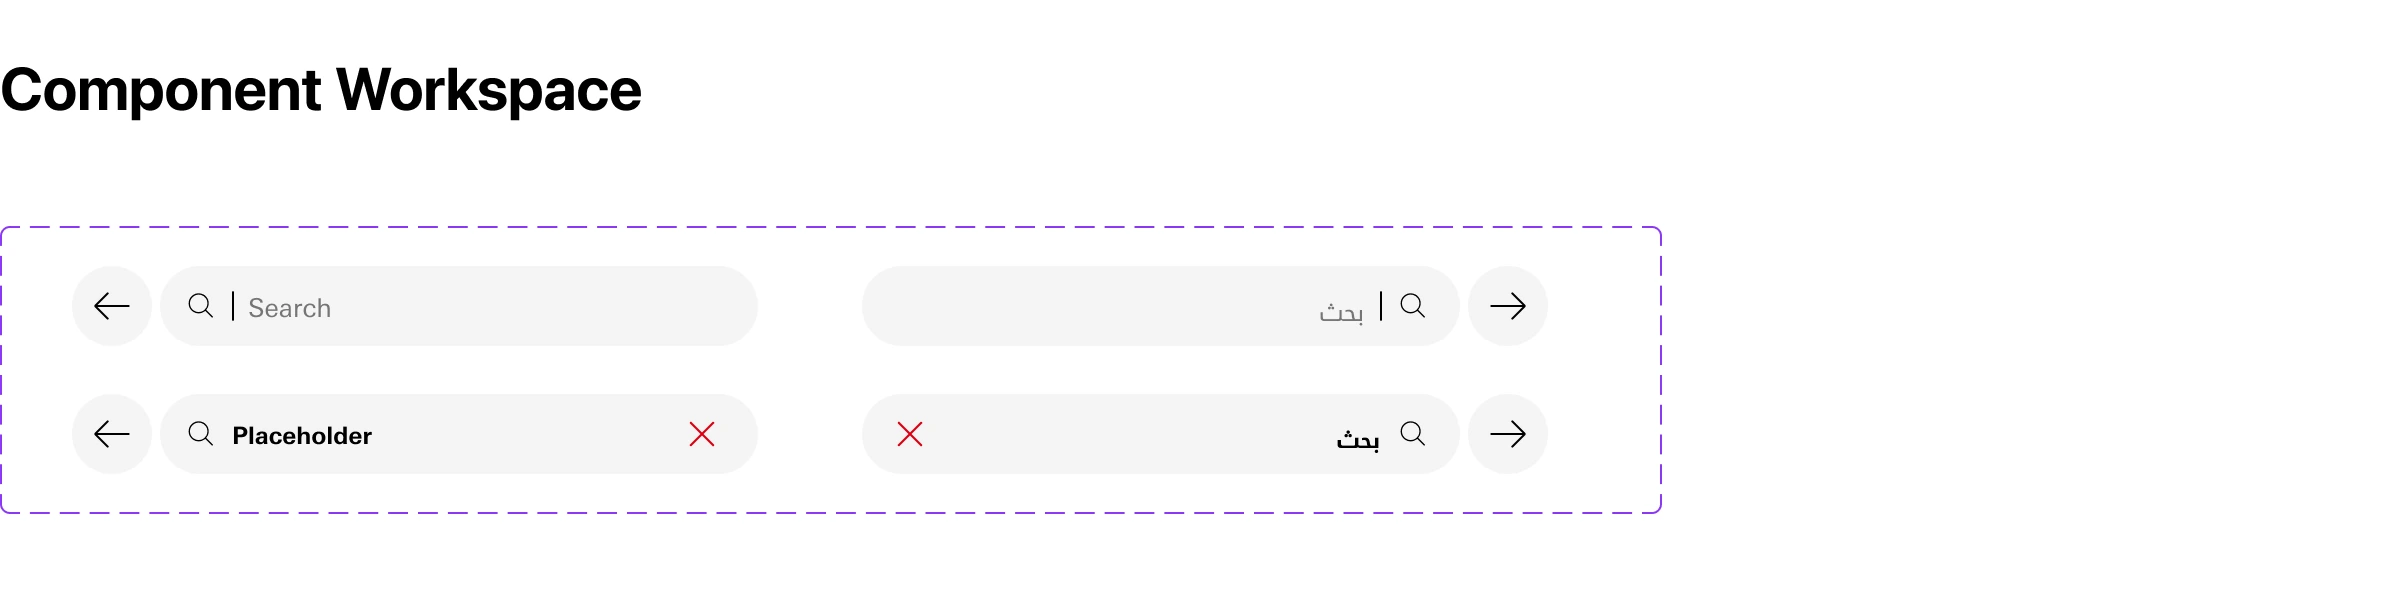 Component Workspace
Search
بحث
Placeholder
بحث